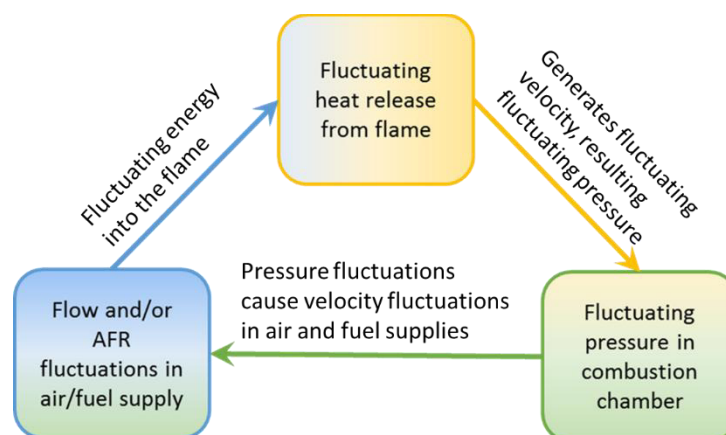 Fluctuating
heat release
from flame
Generates fluctuating
velocity, resulting
fluctuating pressure
Fluctuating energy
into the flame
Pressure fluctuations
cause velocity fluctuations
in air and fuel supplies
Flow and/or
AFR
fluctuations in
air/fuel supply
Fluctuating
pressure in
combustion
chamber